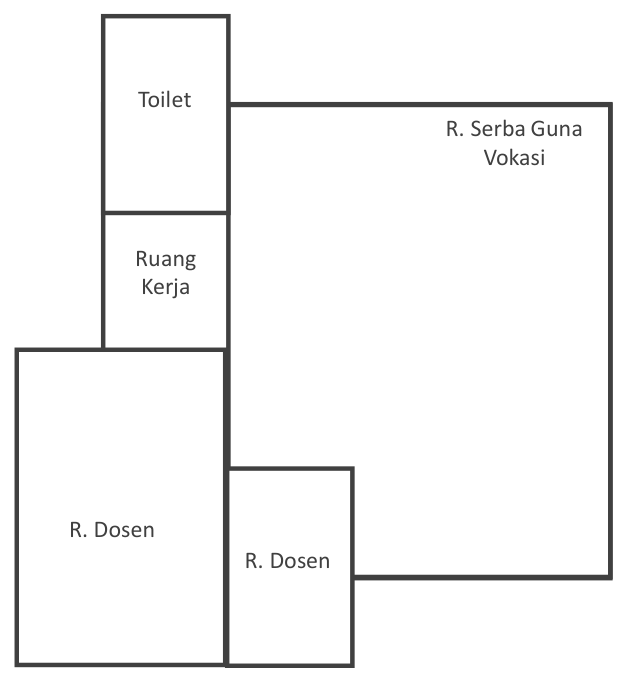 Toilet
R. Serba Guna
Vokasi
Ruang
Kerja
R. Dosen
R. Dosen